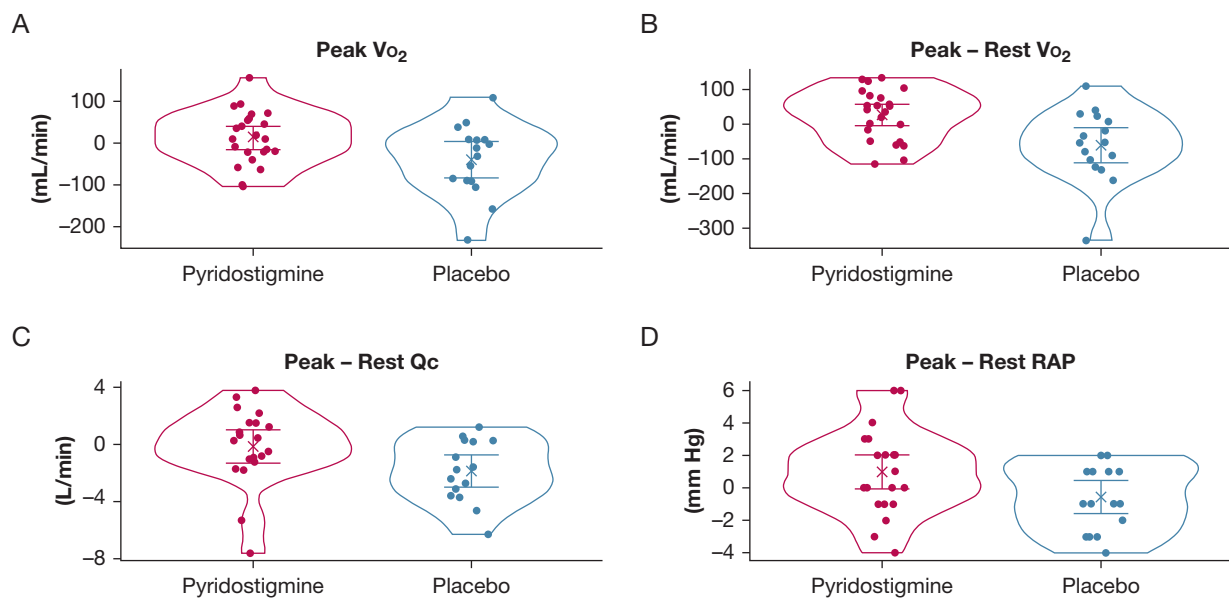 A
Peak Vo₂
100
0
−100
−200
(mL/min)
Pyridostigmine
Placebo
B
Peak – Rest Vo₂
100
0
−100
−200
−300
(mL/min)
Pyridostigmine
Placebo
C
Peak – Rest Qc
4
0
−4
−8
(L/min)
Pyridostigmine
Placebo
D
Peak – Rest RAP
6
4
2
0
−2
−4
(mm Hg)
Pyridostigmine
Placebo